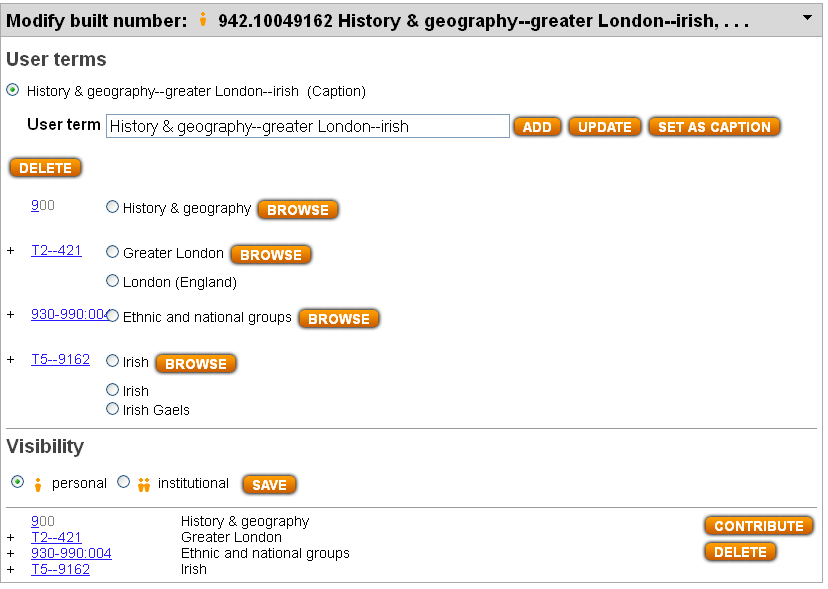 Modify built number: 942.10049162 History & geography--greater London--irish, . . .
User terms
History & geography--greater London--irish (Caption)
User term History & geography--greater London--irish ADD UPDATE SET AS CAPTION
DELETE
900 History & geography BROWSE
+ T2--421 Greater London BROWSE
London (England)
+ 930-990:004 Ethnic and national groups BROWSE
+ T5--9162 Irish BROWSE
Irish
Irish Gaels
Visibility
personal institutional SAVE
900 History & geography CONTRIBUTE
+ T2--421 Greater London
+ 930-990:004 Ethnic and national groups DELETE
+ T5--9162 Irish